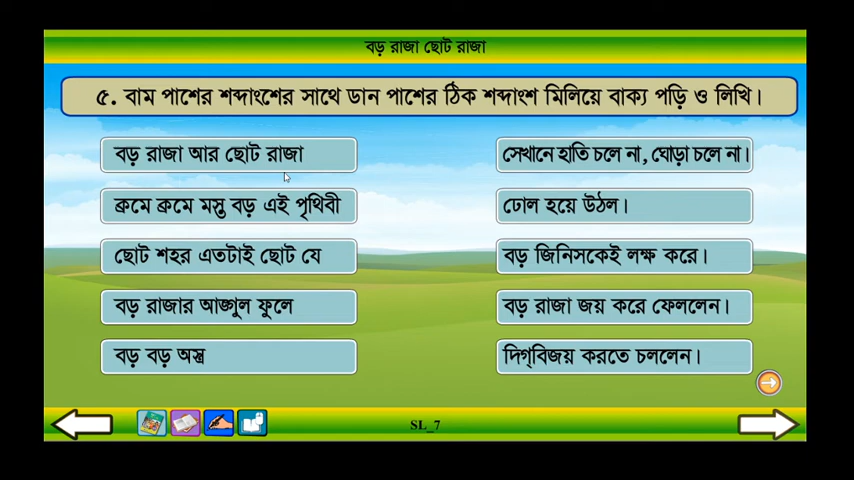 বড় রাজা ছোট রাজা
৫. বাম পাশের শব্দাংশের সাথে ডান পাশের ঠিক শব্দাংশ মিলিয়ে বাক্য পড়ি ও লিখি।
বড় রাজা আর ছোট রাজা
সেখানে হাতি চলে না, ঘোড়া চলে না।
ক্রমে ক্রমে মস্ত বড় এই পৃথিবী
ঢোল হয়ে উঠল।
ছোট শহর এতটাই ছোট যে
বড় জিনিসকেই লক্ষ করে।
বড় রাজার আঙ্গুল ফুলে
বড় রাজা জয় করে ফেললেন।
বড় বড় অস্ত্র
দিগ্‌বিজয় করতে চললেন।
SL_7